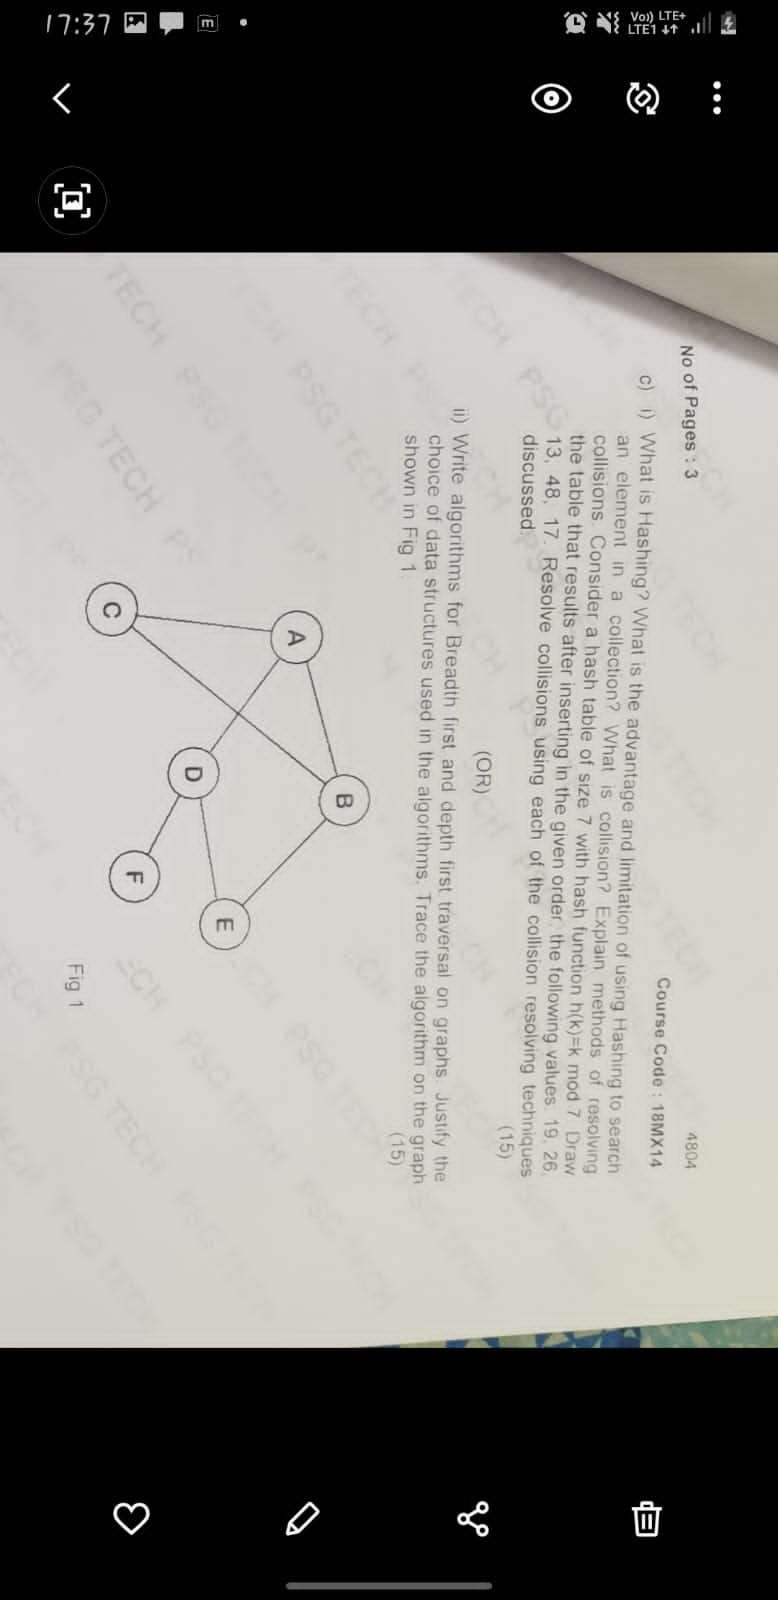 17:37
Vo)) LTE+
LTE1
4804
No of Pages : 3
Course Code : 18MX14
c) i) What is Hashing? What is the advantage and limitation of using Hashing to search
an element in a collection? What is collision? Explain methods of resolving
collisions. Consider a hash table of size 7 with hash function h(k)=k mod 7. Draw
the table that results after inserting in the given order, the following values: 19, 26,
13, 48, 17. Resolve collisions using each of the collision resolving techniques
discussed.
(15)
(OR)
ii) Write algorithms for Breadth first and depth first traversal on graphs. Justify the
choice of data structures used in the algorithms. Trace the algorithm on the graph
shown in Fig 1.
(15)
B
A
E
D
F
C
Fig 1
PSG TECH